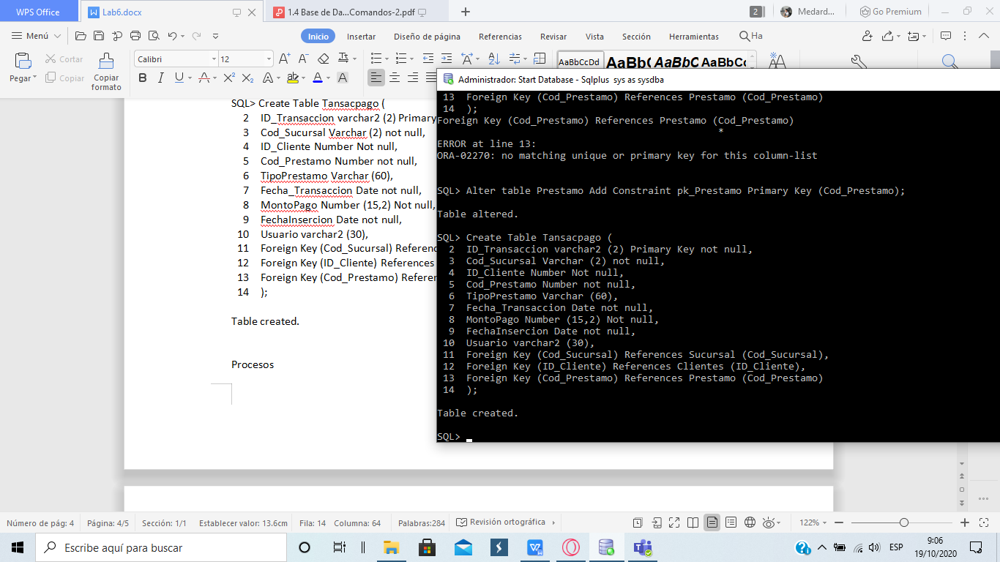 WPS Office
Lab6.docx
1.4 Base de Da...Comandos-2.pdf
2
Medard...
Go Premium
Menú
Inicio
Insertar
Diseño de página
Referencias
Revisar
Vista
Sección
Herramientas
Ha
Pegar
Cortar
Copiar
Copiar formato
Calibri
12
AaBbCcDd
AaBb(
AaBbC
AaBbCc
SQL> Create Table Tansacpago (
2 ID_Transaccion varchar2 (2) Primary
3 Cod_Sucursal Varchar (2) not null,
4 ID_Cliente Number Not null,
5 Cod_Prestamo Number not null,
6 TipoPrestamo Varchar (60),
7 Fecha_Transaccion Date not null,
8 MontoPago Number (15,2) Not null,
9 FechaInsercion Date not null,
10 Usuario varchar2 (30),
11 Foreign Key (Cod_Sucursal) Referenc
12 Foreign Key (ID_Cliente) References
13 Foreign Key (Cod_Prestamo) Referen
14 );
Table created.
Procesos
Administrador: Start Database - Sqlplus sys as sysdba
13 Foreign Key (Cod_Prestamo) References Prestamo (Cod_Prestamo)
14 );
Foreign Key (Cod_Prestamo) References Prestamo (Cod_Prestamo)
*
ERROR at line 13:
ORA-02270: no matching unique or primary key for this column-list
SQL> Alter table Prestamo Add Constraint pk_Prestamo Primary Key (Cod_Prestamo);
Table altered.
SQL> Create Table Tansacpago (
2 ID_Transaccion varchar2 (2) Primary Key not null,
3 Cod_Sucursal Varchar (2) not null,
4 ID_Cliente Number Not null,
5 Cod_Prestamo Number not null,
6 TipoPrestamo Varchar (60),
7 Fecha_Transaccion Date not null,
8 MontoPago Number (15,2) Not null,
9 FechaInsercion Date not null,
10 Usuario varchar2 (30),
11 Foreign Key (Cod_Sucursal) References Sucursal (Cod_Sucursal),
12 Foreign Key (ID_Cliente) References Clientes (ID_Cliente),
13 Foreign Key (Cod_Prestamo) References Prestamo (Cod_Prestamo)
14 );
Table created.
SQL>
Número de pág: 4
Página: 4/5
Sección: 1/1
Establecer valor: 13.6cm
Fila: 14
Columna: 64
Palabras:284
Revisión ortográfica
122%
Escribe aquí para buscar
ESP
9:06
19/10/2020